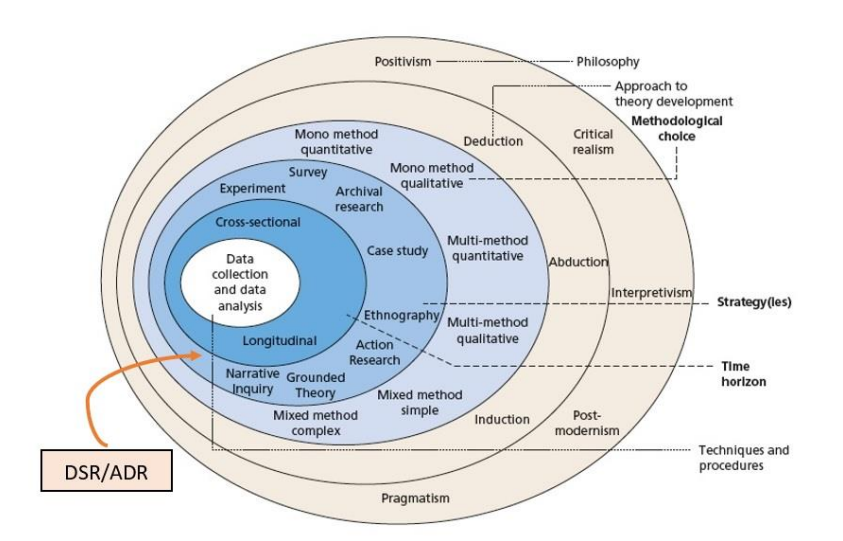 Positivism
Philosophy
Approach to
theory development
Methodological
choice
Deduction
Critical
realism
Mono method
quantitative
Mono method
qualitative
Survey
Experiment
Archival
research
Cross-sectional
Case study
Multi-method
quantitative
Data
collection
and data
analysis
Abduction
Interpretivism
Strategy(les)
Ethnography
Multi-method
qualitative
Longitudinal
Action
Research
Time
horizon
Narrative
Inquiry
Grounded
Theory
Mixed method
simple
Mixed method
complex
Induction
Post-
modernism
Techniques and
procedures
DSR/ADR
Pragmatism